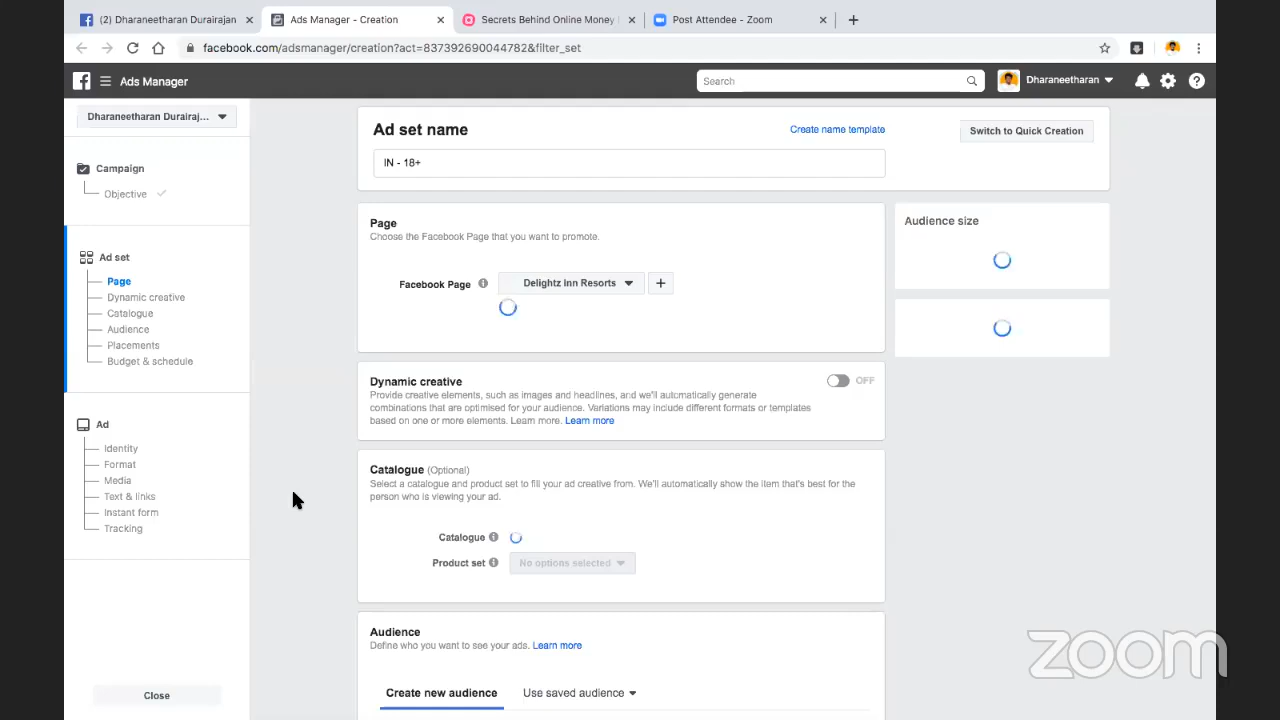 (2) Dharaneetharan Durairajan
Ads Manager - Creation
Secrets Behind Online Money
Post Attendee - Zoom
facebook.com/adsmanager/creation?act=837392690044782&filter_set
Ads Manager
Search
Dharaneetharan
Dharaneetharan Durairaj...
Campaign
Objective
Ad set
Page
Dynamic creative
Catalogue
Audience
Placements
Budget & schedule
Ad
Identity
Format
Media
Text & links
Instant form
Tracking
Close
Ad set name
Create name template
Switch to Quick Creation
IN - 18+
Page
Choose the Facebook Page that you want to promote.
Facebook Page
Delightz Inn Resorts
Audience size
Dynamic creative
OFF
Provide creative elements, such as images and headlines, and we'll automatically generate
combinations that are optimised for your audience. Variations may include different formats or templates
based on one or more elements. Learn more. Learn more
Catalogue (Optional)
Select a catalogue and product set to fill your ad creative from. We'll automatically show the item that's best for the
person who is viewing your ad.
Catalogue
Product set
No options selected
Audience
Define who you want to see your ads. Learn more
Create new audience
Use saved audience
zoom